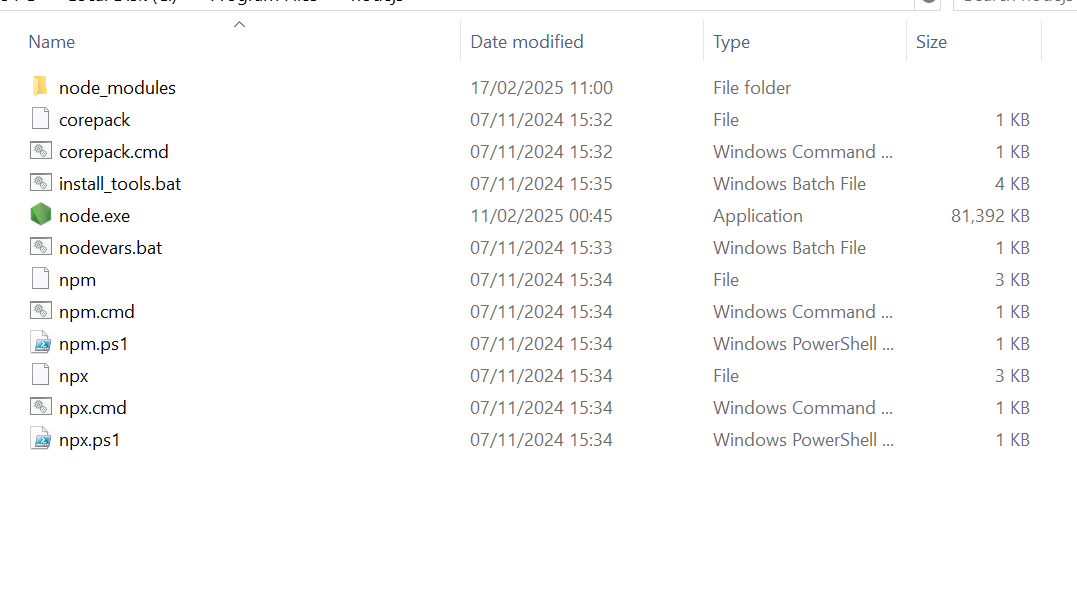 Name Date modified Type Size
node_modules 17/02/2025 11:00 File folder
corepack 07/11/2024 15:32 File 1 KB
corepack.cmd 07/11/2024 15:32 Windows Command ... 1 KB
install_tools.bat 07/11/2024 15:35 Windows Batch File 4 KB
node.exe 11/02/2025 00:45 Application 81,392 KB
nodevars.bat 07/11/2024 15:33 Windows Batch File 1 KB
npm 07/11/2024 15:34 File 3 KB
npm.cmd 07/11/2024 15:34 Windows Command ... 1 KB
npm.ps1 07/11/2024 15:34 Windows PowerShell ... 1 KB
npx 07/11/2024 15:34 File 3 KB
npx.cmd 07/11/2024 15:34 Windows Command ... 1 KB
npx.ps1 07/11/2024 15:34 Windows PowerShell ... 1 KB